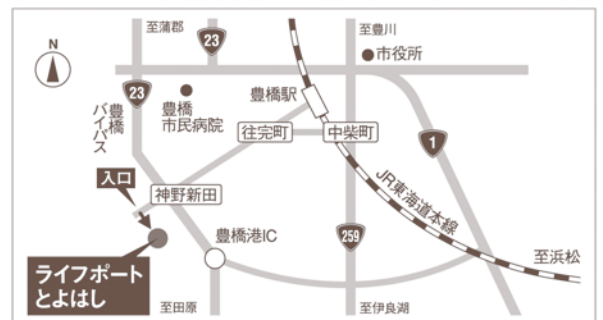 至蒲郡
至豊川
23
N
市役所
23
豊橋
市民病院
豊橋駅
豊橋
バイパス
往完町
中柴町
1
入口
神野新田
JR東海道本線
豊橋港IC
259
至浜松
ライフポート
とよはし
至田原
至伊良湖